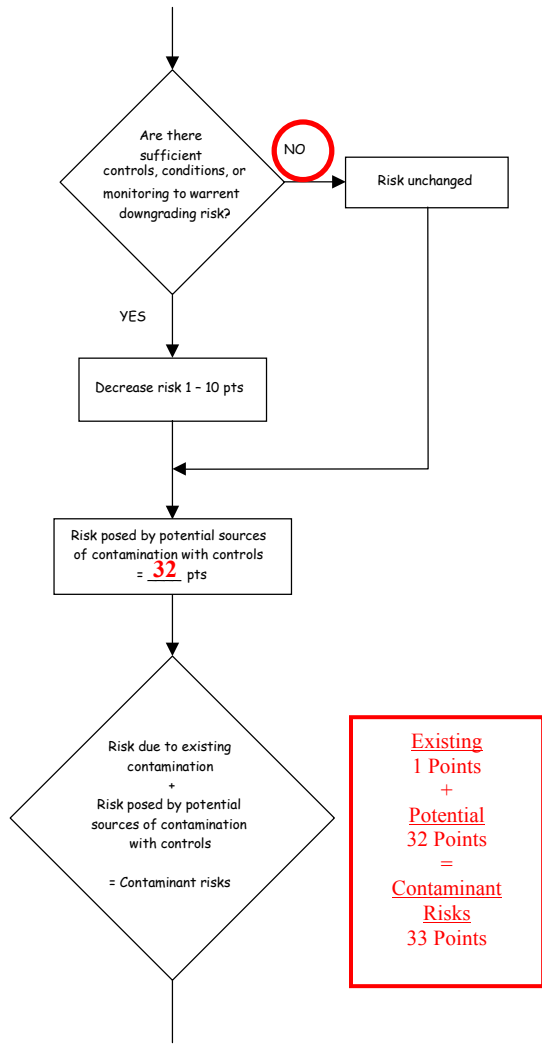 Are there
sufficient
controls, conditions, or
monitoring to warrent
downgrading risk?
NO
Risk unchanged
YES
Decrease risk 1 – 10 pts
Risk posed by potential sources
of contamination with controls
= 32 pts
Risk due to existing
contamination
+
Risk posed by potential
sources of contamination
with controls
= Contaminant risks
Existing
1 Points
+
Potential
32 Points
=
Contaminant
Risks
33 Points